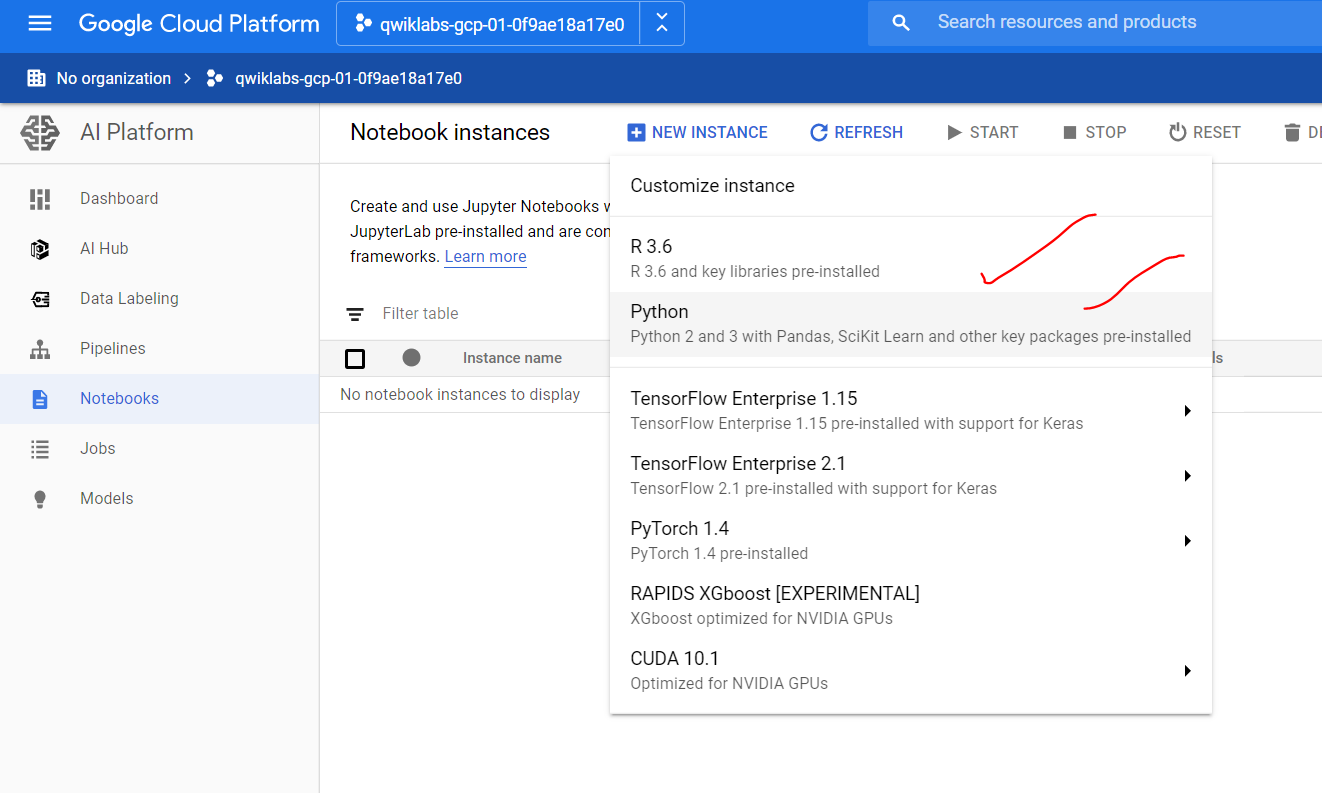 Google Cloud Platform
qwiklabs-gcp-01-0f9ae18a17e0
Search resources and products
No organization
qwiklabs-gcp-01-0f9ae18a17e0
AI Platform
Dashboard
AI Hub
Data Labeling
Pipelines
Notebooks
Jobs
Models
Notebook instances
NEW INSTANCE
REFRESH
START
STOP
RESET
DE
Create and use Jupyter Notebooks w
JupyterLab pre-installed and are con
frameworks. Learn more
Filter table
Instance name
ls
No notebook instances to display
Customize instance
R 3.6
R 3.6 and key libraries pre-installed
Python
Python 2 and 3 with Pandas, SciKit Learn and other key packages pre-installed
TensorFlow Enterprise 1.15
TensorFlow Enterprise 1.15 pre-installed with support for Keras
TensorFlow Enterprise 2.1
TensorFlow 2.1 pre-installed with support for Keras
PyTorch 1.4
PyTorch 1.4 pre-installed
RAPIDS XGboost [EXPERIMENTAL]
XGboost optimized for NVIDIA GPUs
CUDA 10.1
Optimized for NVIDIA GPUs